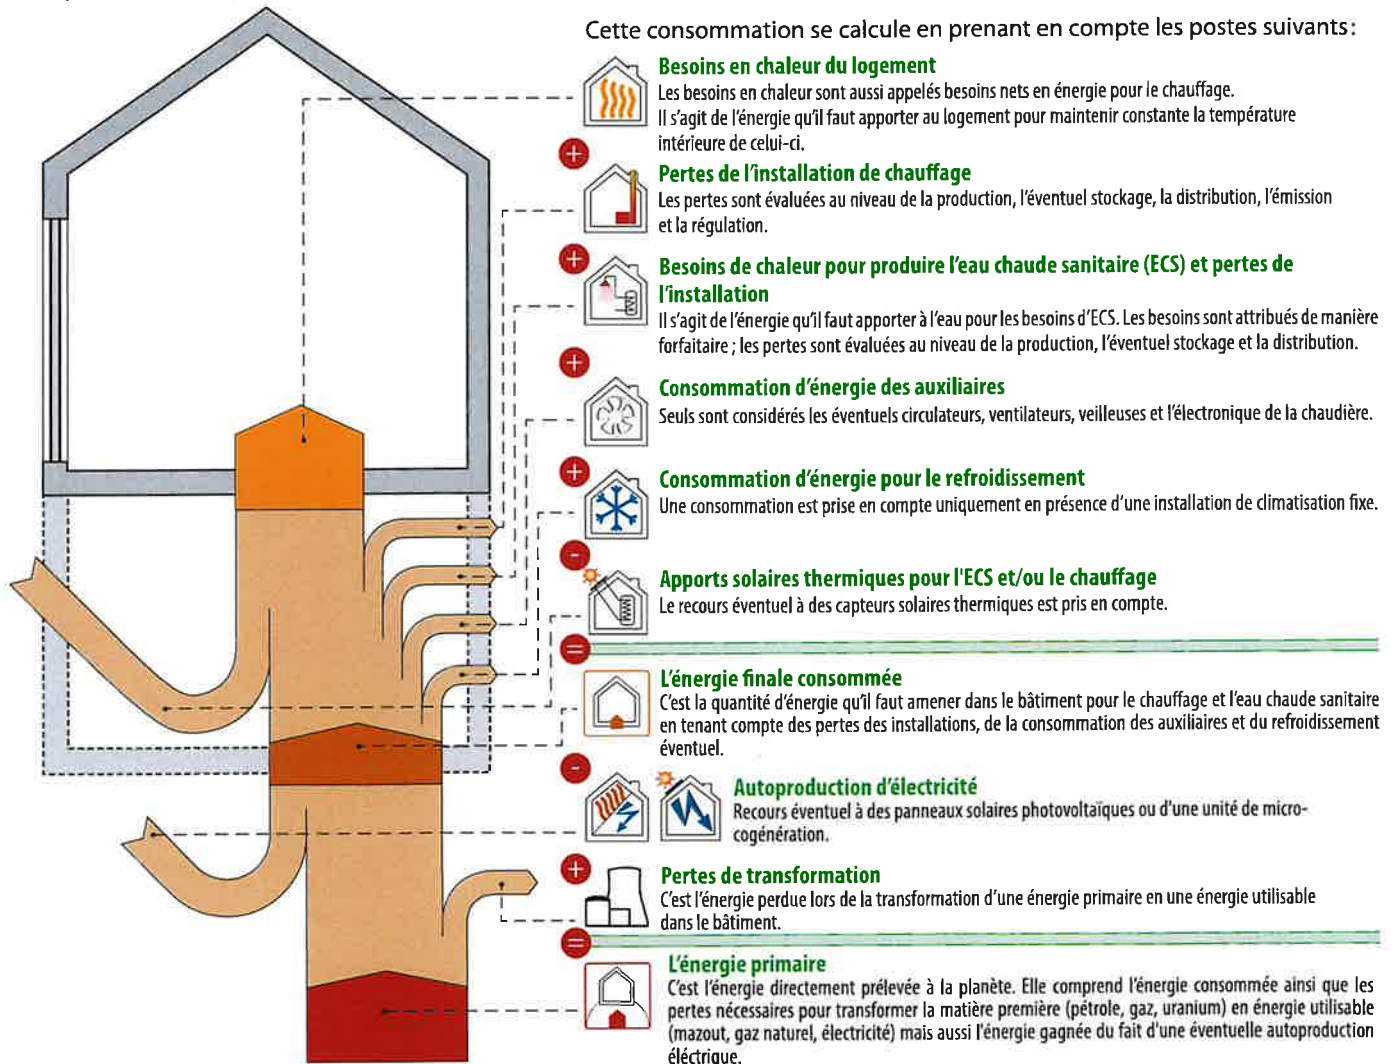 Cette consommation se calcule en prenant en compte les postes suivants:
Besoins en chaleur du logement
Les besoins en chaleur sont aussi appelés besoins nets en énergie pour le chauffage.
Il s'agit de l'énergie qu'il faut apporter au logement pour maintenir constante la température
intérieure de celui-ci.
+
Pertes de l'installation de chauffage
Les pertes sont évaluées au niveau de la production, l'éventuel stockage, la distribution, l'émission
et la régulation.
+
Besoins de chaleur pour produire l'eau chaude sanitaire (ECS) et pertes de
l'installation
Il s'agit de l'énergie qu'il faut apporter à l'eau pour les besoins d'ECS. Les besoins sont attribués de manière
forfaitaire ; les pertes sont évaluées au niveau de la production, l'éventuel stockage et la distribution.
+
Consommation d'énergie des auxiliaires
Seuls sont considérés les éventuels circulateurs, ventilateurs, veilleuses et l'électronique de la chaudière.
+
Consommation d'énergie pour le refroidissement
Une consommation est prise en compte uniquement en présence d'une installation de climatisation fixe.
-
Apports solaires thermiques pour l'ECS et/ou le chauffage
Le recours éventuel à des capteurs solaires thermiques est pris en compte.
=
L'énergie finale consommée
C'est la quantité d'énergie qu'il faut amener dans le bâtiment pour le chauffage et l'eau chaude sanitaire
en tenant compte des pertes des installations, de la consommation des auxiliaires et du refroidissement
éventuel.
-
Autoproduction d'électricité
Recours éventuel à des panneaux solaires photovoltaïques ou d'une unité de micro-
cogénération.
+
Pertes de transformation
C'est l'énergie perdue lors de la transformation d'une énergie primaire en une énergie utilisable
dans le bâtiment.
=
L'énergie primaire
C'est l'énergie directement prélevée à la planète. Elle comprend l'énergie consommée ainsi que les
pertes nécessaires pour transformer la matière première (pétrole, gaz, uranium) en énergie utilisable
(mazout, gaz naturel, électricité) mais aussi l'énergie gagnée du fait d'une éventuelle autoproduction
éléctrique.